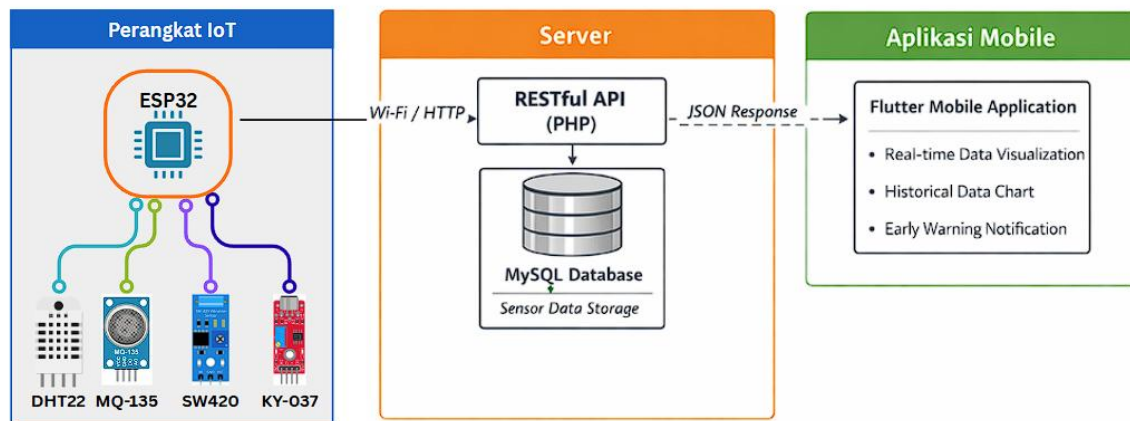 Perangkat IoT
ESP32
DHT22
MQ-135
MQ-135
SW420
KY-037
Server
Wi-Fi / HTTP
RESTful API
(PHP)
JSON Response
MySQL Database
Sensor Data Storage
Aplikasi Mobile
Flutter Mobile Application
• Real-time Data Visualization
• Historical Data Chart
• Early Warning Notification